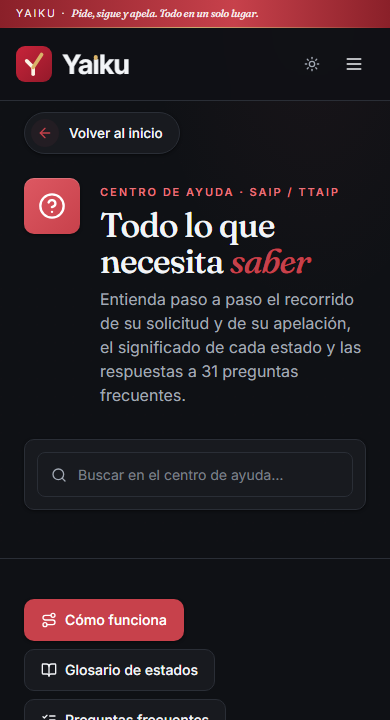 YAIKU · Pide, sigue y apela. Todo en un solo lugar.
Yaiku
Volver al inicio
CENTRO DE AYUDA · SAIP / TTAIP
Todo lo que
necesita saber
Entienda paso a paso el recorrido
de su solicitud y de su apelación,
el significado de cada estado y las
respuestas a 31 preguntas
frecuentes.
Buscar en el centro de ayuda...
Cómo funciona
Glosario de estados
Preguntas frecuentes